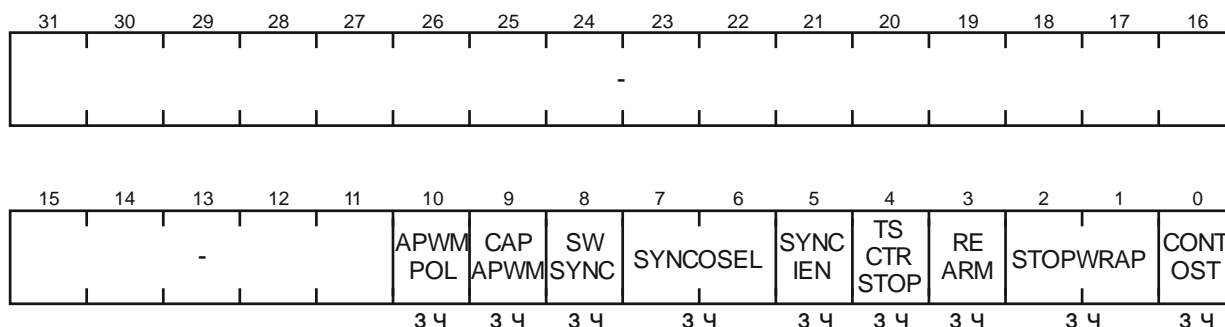 31 30 29 28 27 26 25 24 23 22 21 20 19 18 17 16
-
15 14 13 12 11 10 9 8 7 6 5 4 3 2 1 0
- APWM POL CAP APWM SW SYNC SYNCOSEL SYNC IEN TS CTR STOP RE ARM STOPWRAP CONT OST
З Ч З Ч З Ч З Ч З Ч З Ч З Ч З Ч З Ч